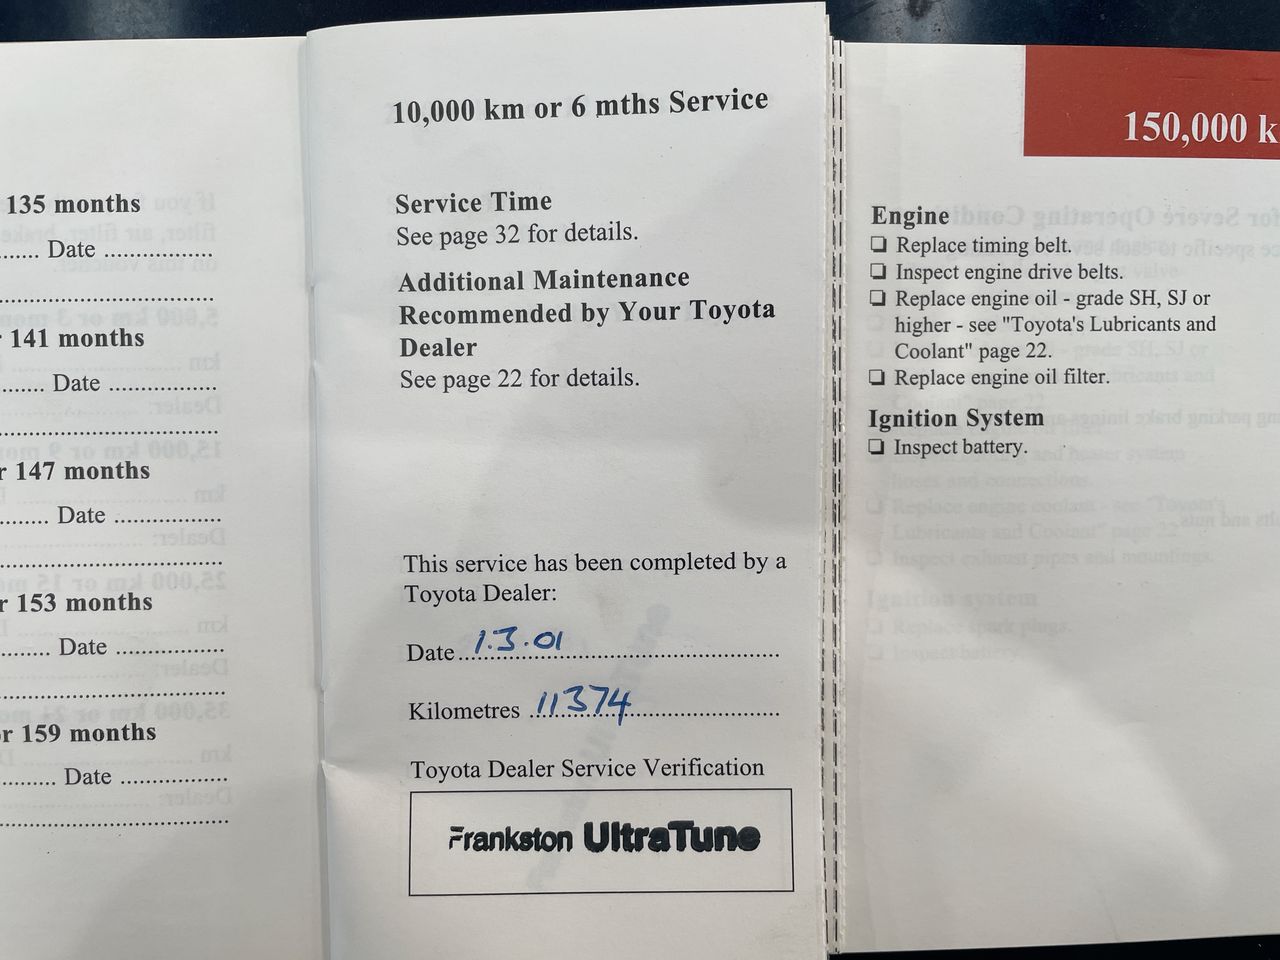 135 months
Date
141 months
Date
147 months
Date
153 months
Date
159 months
Date
10,000 km or 6 mths Service
Service Time
See page 32 for details.
Additional Maintenance
Recommended by Your Toyota
Dealer
See page 22 for details.
This service has been completed by a
Toyota Dealer:
Date 1.3.01
Kilometres 11374
Toyota Dealer Service Verification
Frankston UltraTune
150,000 k
Engine
❑ Replace timing belt.
❑ Inspect engine drive belts.
❑ Replace engine oil - grade SH, SJ or
higher - see "Toyota's Lubricants and
Coolant" page 22.
❑ Replace engine oil filter.
Ignition System
❑ Inspect battery.